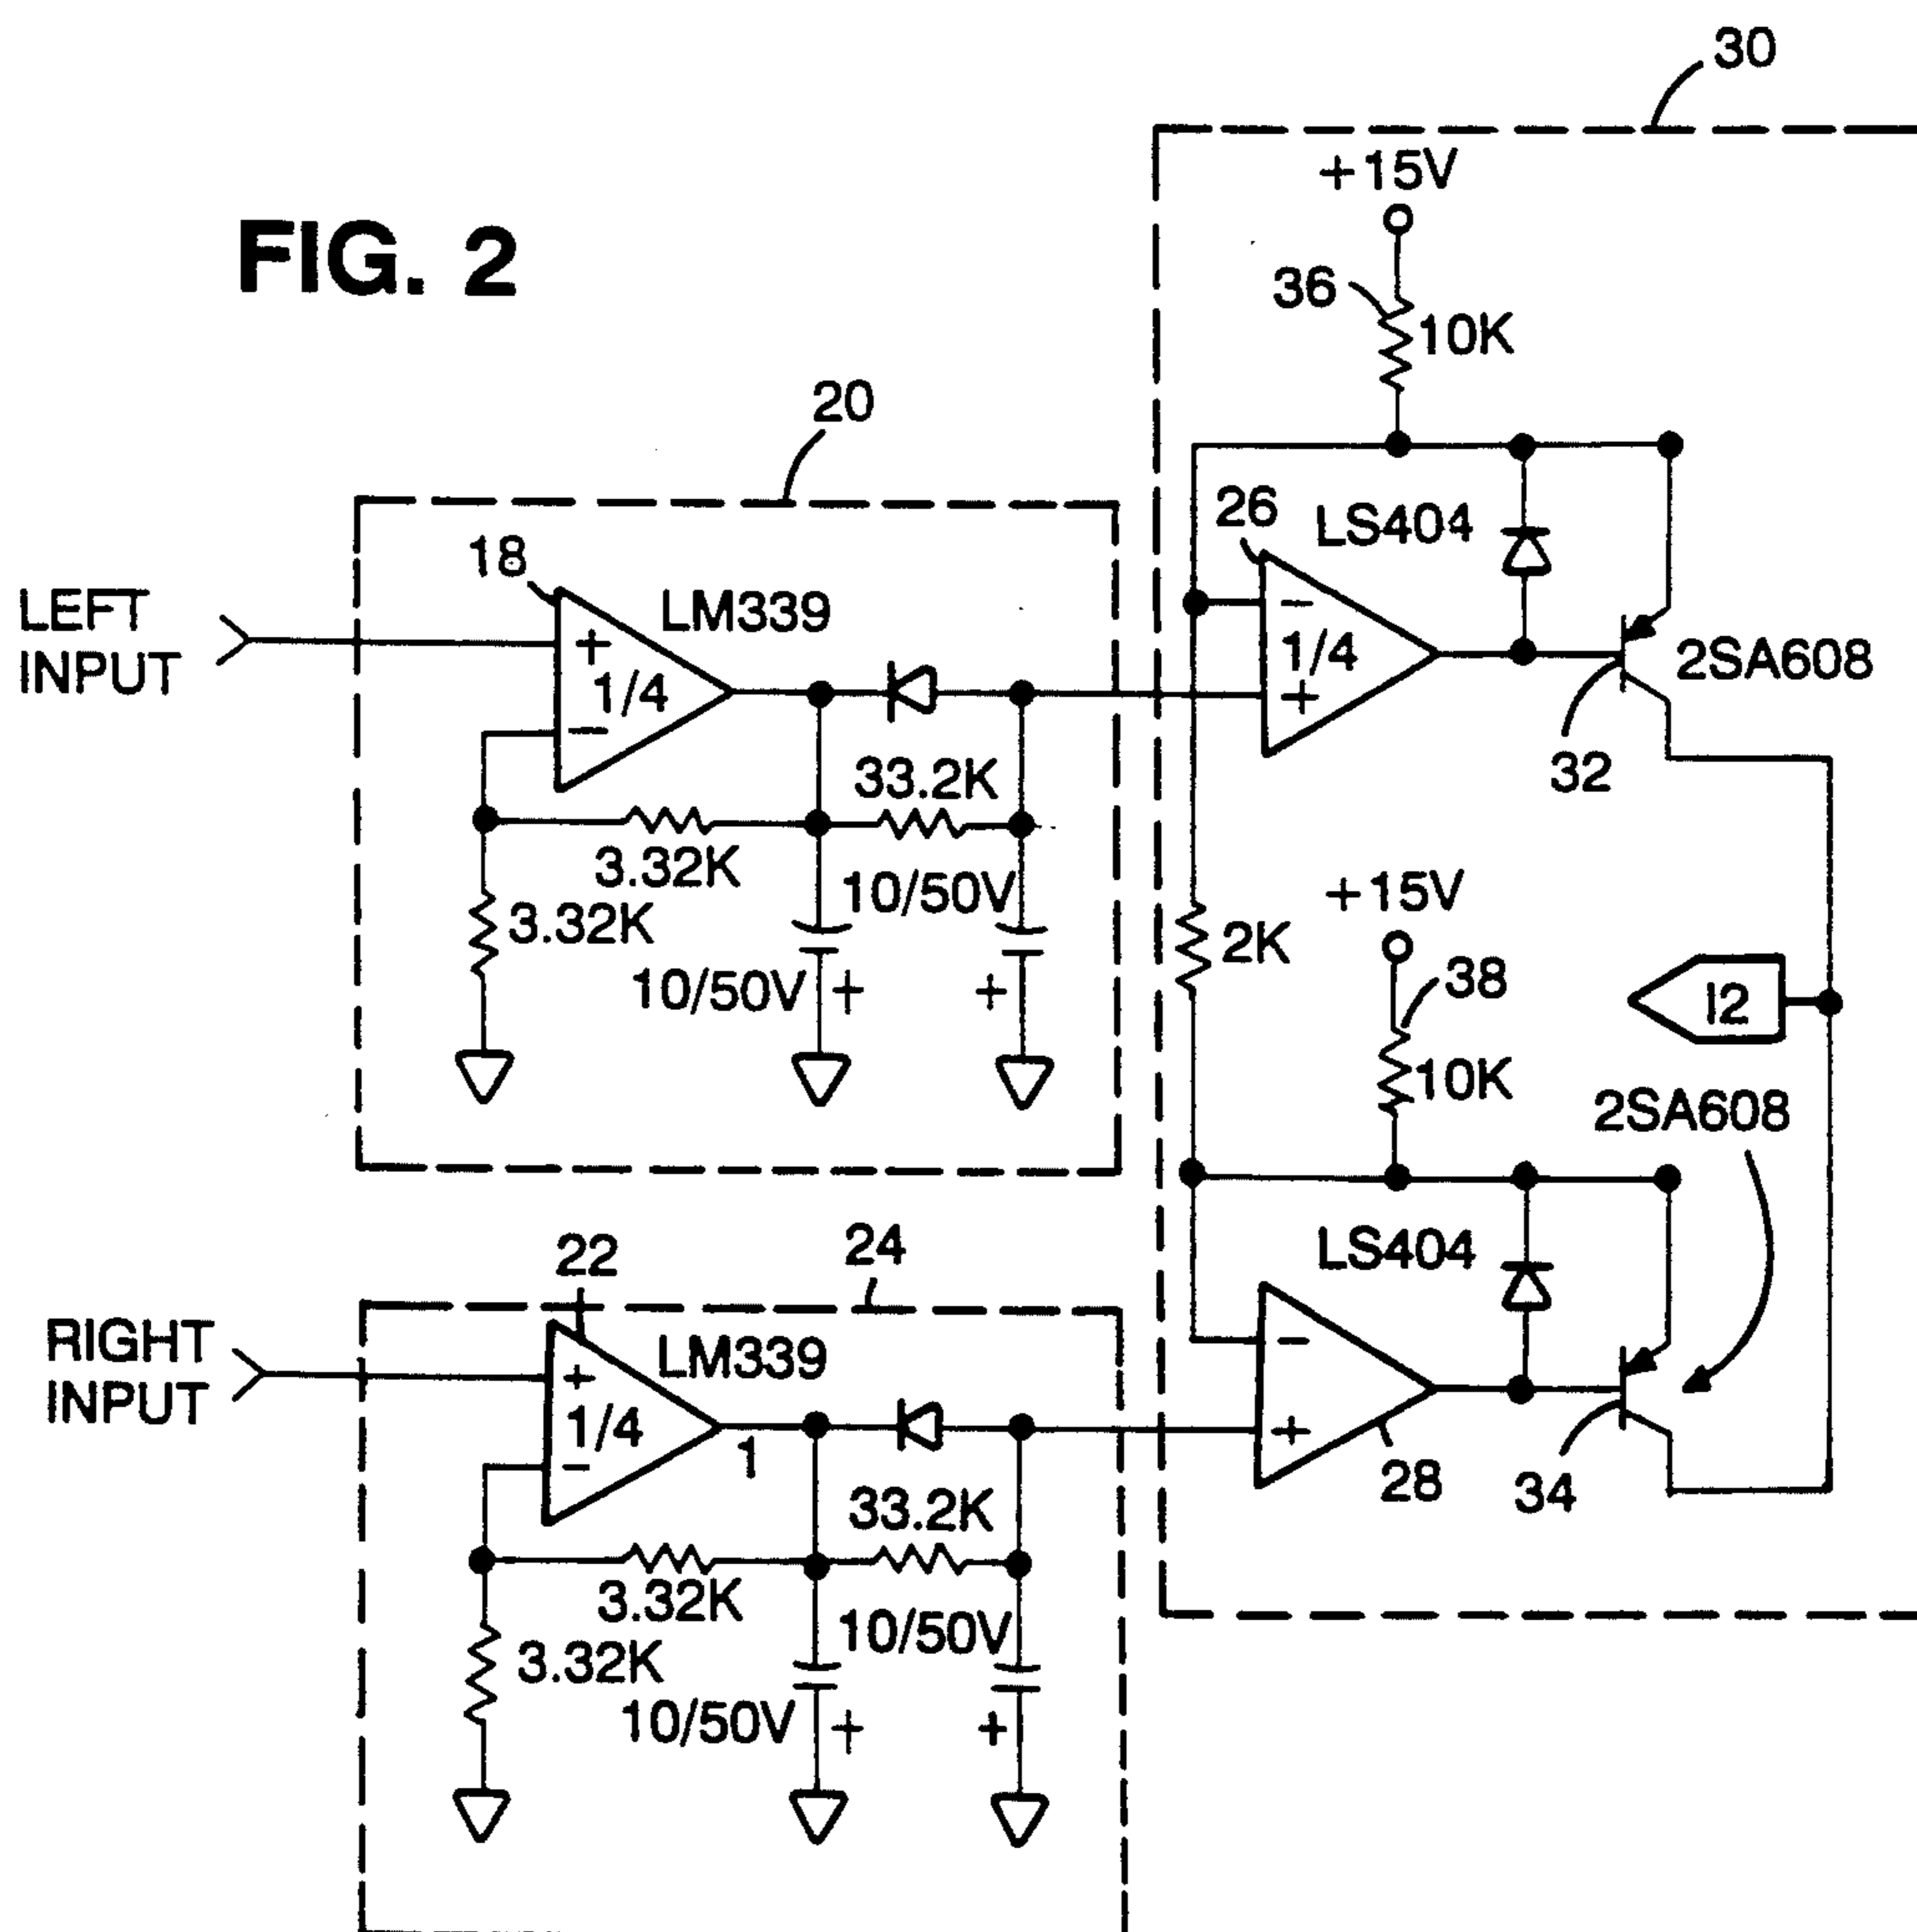 30
+15V
FIG. 2
36
10K
20
26
LS404
18
LM339
LEFT
INPUT
+
1/4
−
−
1/4
+
2SA608
32
33.2K
3.32K
10/50V
3.32K
10/50V
+
+
+15V
2K
38
I2
10K
2SA608
22
24
LS404
RIGHT
INPUT
LM339
+
1/4
−
1
−
+
28
34
33.2K
3.32K
10/50V
3.32K
10/50V
+
+